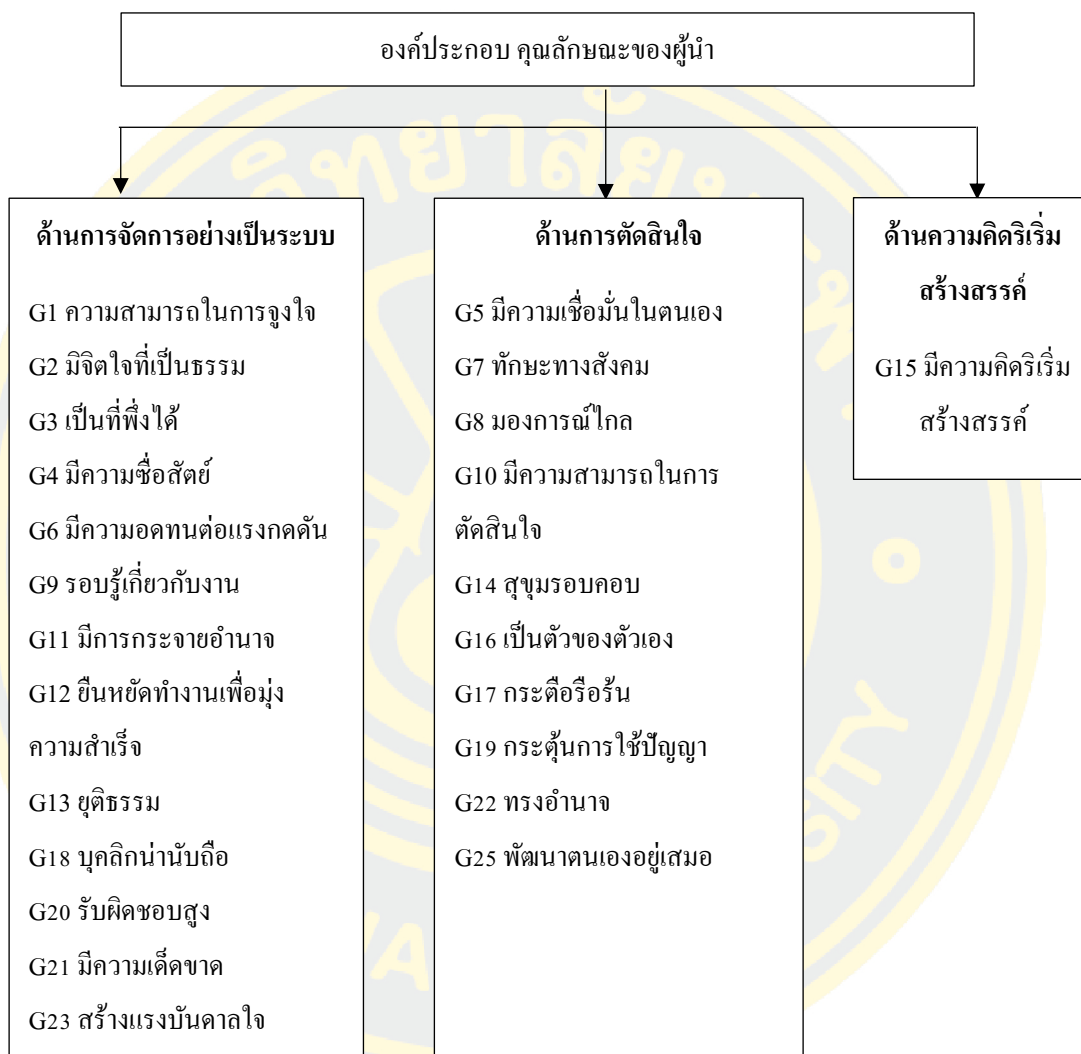 องค์ประกอบ คุณลักษณะของผู้นำ
ด้านการจัดการอย่างเป็นระบบ
G1 ความสามารถในการจูงใจ
G2 มิจิตใจที่เป็นธรรม
G3 เป็นที่พึ่งได้
G4 มีความซื่อสัตย์
G6 มีความอดทนต่อแรงกดดัน
G9 รอบรู้เกี่ยวกับงาน
G11 มีการกระจายอำนาจ
G12 ยืนหยัดทำงานเพื่อมุ่ง
ความสำเร็จ
G13 ยุติธรรม
G18 บุคลิกน่านับถือ
G20 รับผิดชอบสูง
G21 มีความเด็ดขาด
G23 สร้างแรงบันดาลใจ
ด้านการตัดสินใจ
G5 มีความเชื่อมั่นในตนเอง
G7 ทักษะทางสังคม
G8 มองการณ์ไกล
G10 มีความสามารถในการ
ตัดสินใจ
G14 สุขุมรอบคอบ
G16 เป็นตัวของตัวเอง
G17 กระตือรือร้น
G19 กระตุ้นการใช้ปัญญา
G22 ทรงอำนาจ
G25 พัฒนาตนเองอยู่เสมอ
ด้านความคิดริเริ่ม
สร้างสรรค์
G15 มีความคิดริเริ่ม
สร้างสรรค์